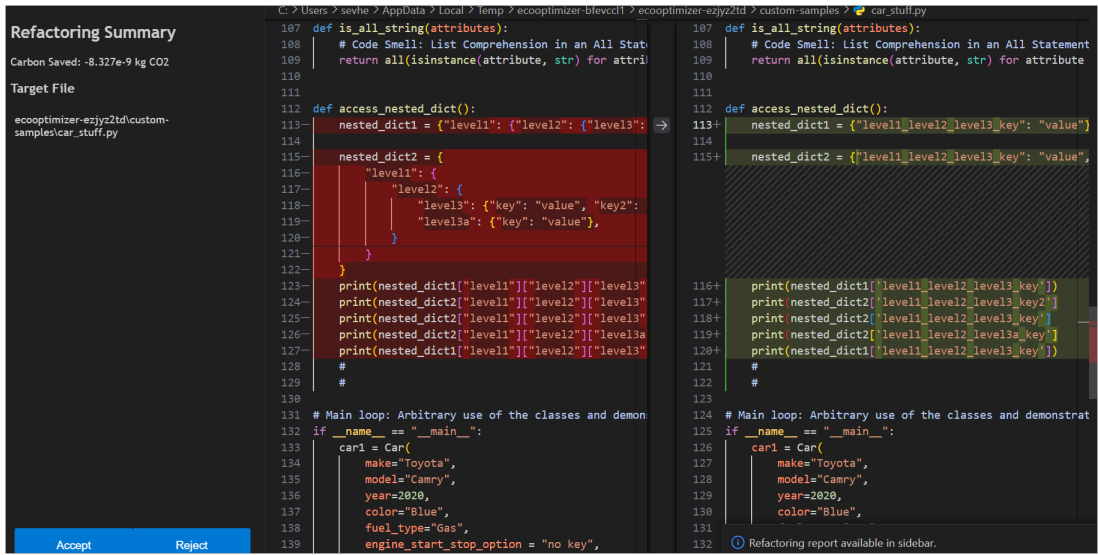 C: > Users > sevhe > AppData > Local > Temp > ecooptimizer-bfevccl1 > ecooptimizer-ezjyz2td > custom-samples > car_stuff.py
Refactoring Summary
Carbon Saved: -8.327e-9 kg CO2
Target File
ecooptimizer-ezjyz2td\custom-
samples\car_stuff.py
Accept
Reject
107 def is_all_string(attributes):
108 # Code Smell: List Comprehension in an All State
109 return all(isinstance(attribute, str) for attri
110
111
112 def access_nested_dict():
113— nested_dict1 = {"level1": {"level2": {"level3":
114
115— nested_dict2 = {
116— "level1": {
117— "level2": {
118— "level3": {"key": "value", "key2":
119— "level3a": {"key": "value"},
120— }
121— }
122— }
123— print(nested_dict1["level1"]["level2"]["level3"
124— print(nested_dict2["level1"]["level2"]["level3"
125— print(nested_dict2["level1"]["level2"]["level3"
126— print(nested_dict2["level1"]["level2"]["level3a
127— print(nested_dict1["level1"]["level2"]["level3"
128 #
129 #
130
131 # Main loop: Arbitrary use of the classes and demons
132 if __name__ == "__main__":
133 car1 = Car(
134 make="Toyota",
135 model="Camry",
136 year=2020,
137 color="Blue",
138 fuel_type="Gas",
139 engine_start_stop_option = "no key",
107 def is_all_string(attributes):
108 # Code Smell: List Comprehension in an All Statement
109 return all(isinstance(attribute, str) for attribute
110
111
112 def access_nested_dict():
113+ nested_dict1 = {"level1_level2_level3_key": "value"}
114
115+ nested_dict2 = {"level1_level2_level3_key": "value",
116+ print(nested_dict1['level1_level2_level3_key'])
117+ print(nested_dict2['level1_level2_level3_key2']
118+ print(nested_dict2['level1_level2_level3_key']
119+ print(nested_dict2['level1_level2_level3a_key']
120+ print(nested_dict1['level1_level2_level3_key'])
121 #
122 #
123
124 # Main loop: Arbitrary use of the classes and demonstrat
125 if __name__ == "__main__":
126 car1 = Car(
127 make="Toyota",
128 model="Camry",
129 year=2020,
130 color="Blue",
131
132
Refactoring report available in sidebar.